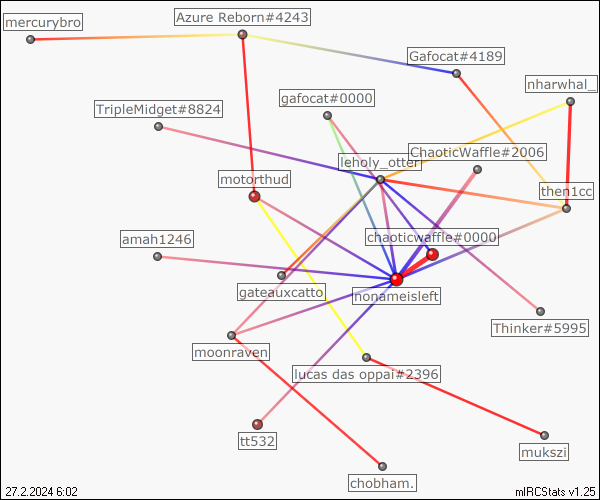 mercurybro
Azure Reborn#4243
Gafocat#4189
nharwhal_
gafocat#0000
TripleMidget#8824
leholy_otter
ChaoticWaffle#2006
motorthud
then1cc
amah1246
chaoticwaffle#0000
gateauxcatto
nonameisleft
Thinker#5995
moonraven
lucas das oppai#2396
tt532
mukszi
chobham.
27.2.2024 6:02
mIRCStats v1.25